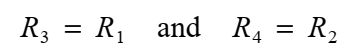 R₃ = R₁ and R₄ = R₂